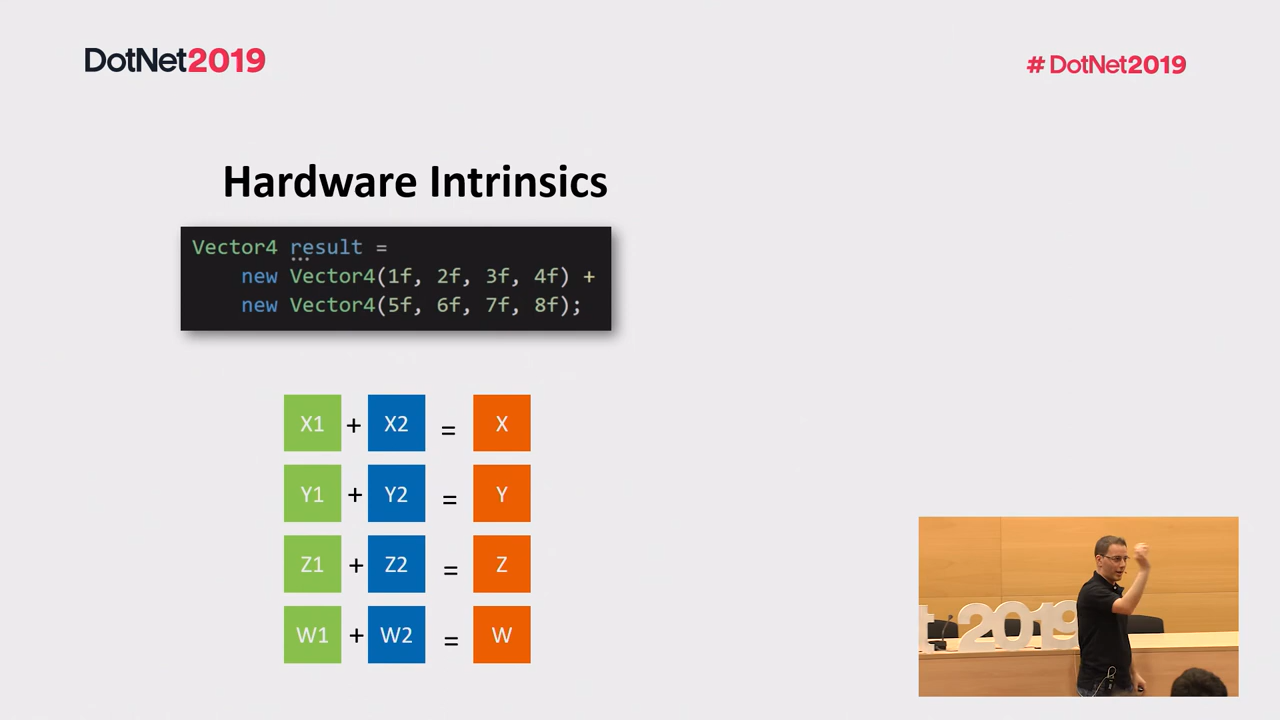 DotNet2019
# DotNet2019
Hardware Intrinsics
Vector4 result =
new Vector4(1f, 2f, 3f, 4f) +
new Vector4(5f, 6f, 7f, 8f);
X1 + X2 = X
Y1 + Y2 = Y
Z1 + Z2 = Z
W1 + W2 = W
t 2019